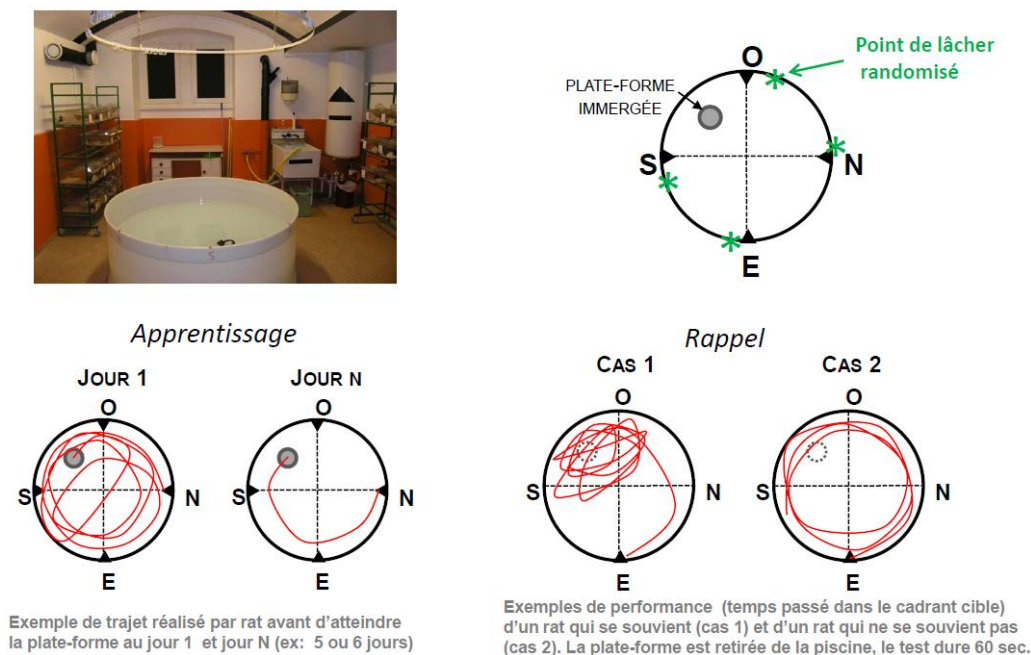 O
Point de lâcher
randomisé
PLATE-FORME
IMMERGÉE
S
N
E
S
Apprentissage
Rappel
JOUR 1
JOUR N
CAS 1
CAS 2
O
O
O
O
S
N
S
N
S
N
S
N
E
E
E
E
Exemple de trajet réalisé par rat avant d'atteindre
la plate-forme au jour 1 et jour N (ex: 5 ou 6 jours)
Exemples de performance (temps passé dans le cadrant cible)
d'un rat qui se souvient (cas 1) et d'un rat qui ne se souvient pas
(cas 2). La plate-forme est retirée de la piscine, le test dure 60 sec.